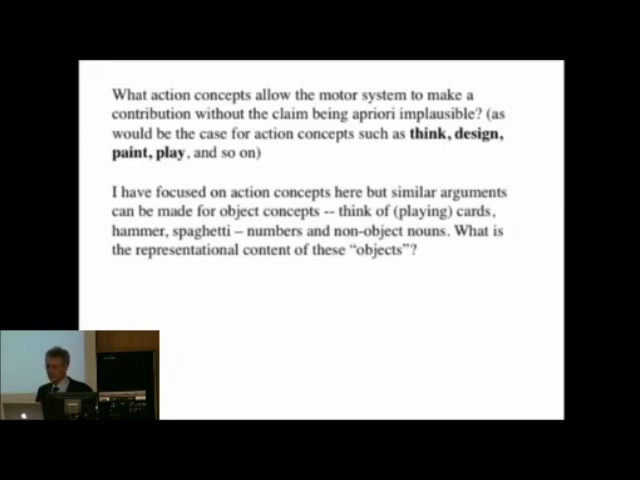 What action concepts allow the motor system to make a
contribution without the claim being apriori implausible? (as
would be the case for action concepts such as think, design,
paint, play, and so on)
I have focused on action concepts here but similar arguments
can be made for object concepts -- think of (playing) cards,
hammer, spaghetti – numbers and non-object nouns. What is
the representational content of these “objects”?